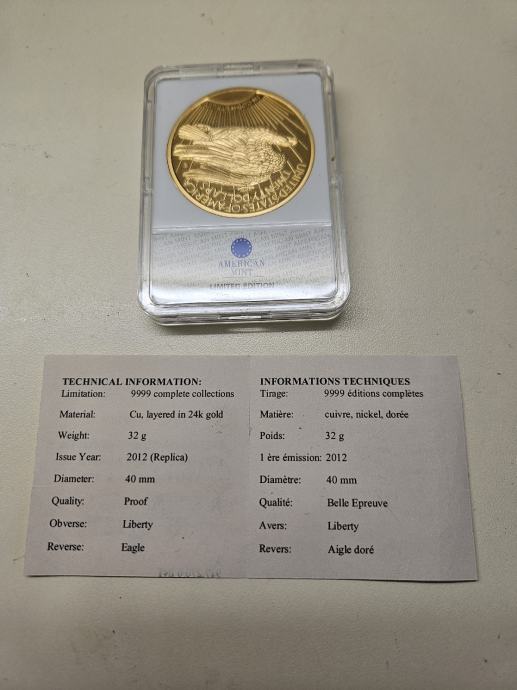 UNITED STATES OF AMERICA
TWENTY DOLLARS
AMERICAN
MINT
LIMITED EDITION
TECHNICAL INFORMATION:
Limitation: 9999 complete collections
Material: Cu, layered in 24k gold
Weight: 32 g
Issue Year: 2012 (Replica)
Diameter: 40 mm
Quality: Proof
Obverse: Liberty
Reverse: Eagle
INFORMATIONS TECHNIQUES
Tirage: 9999 éditions complètes
Matière: cuivre, nickel, dorée
Poids: 32 g
1 ère émission: 2012
Diamètre: 40 mm
Qualité: Belle Epreuve
Avers: Liberty
Revers: Aigle doré